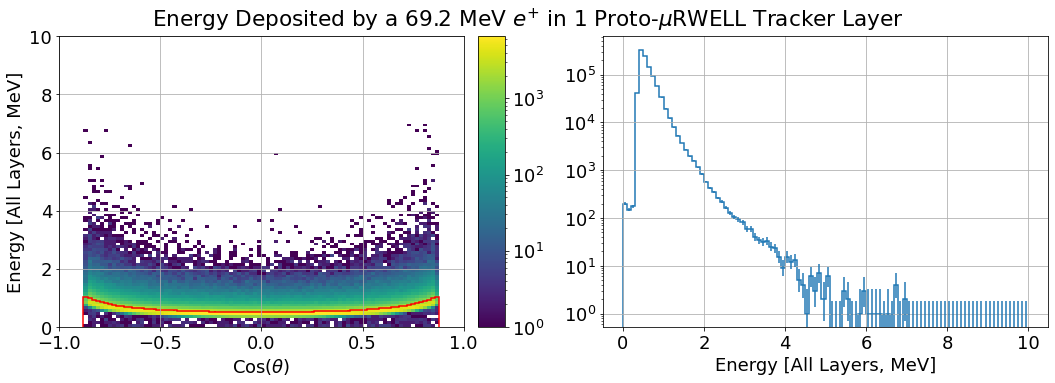 Energy Deposited by a 69.2 MeV e⁺ in 1 Proto-μRWELL Tracker Layer
Energy [All Layers, MeV]
10
8
6
4
2
0
−1.0 −0.5 0.0 0.5 1.0
Cos(θ)
10³
10²
10¹
10⁰
10⁵
10⁴
10³
10²
10¹
10⁰
0 2 4 6 8 10
Energy [All Layers, MeV]